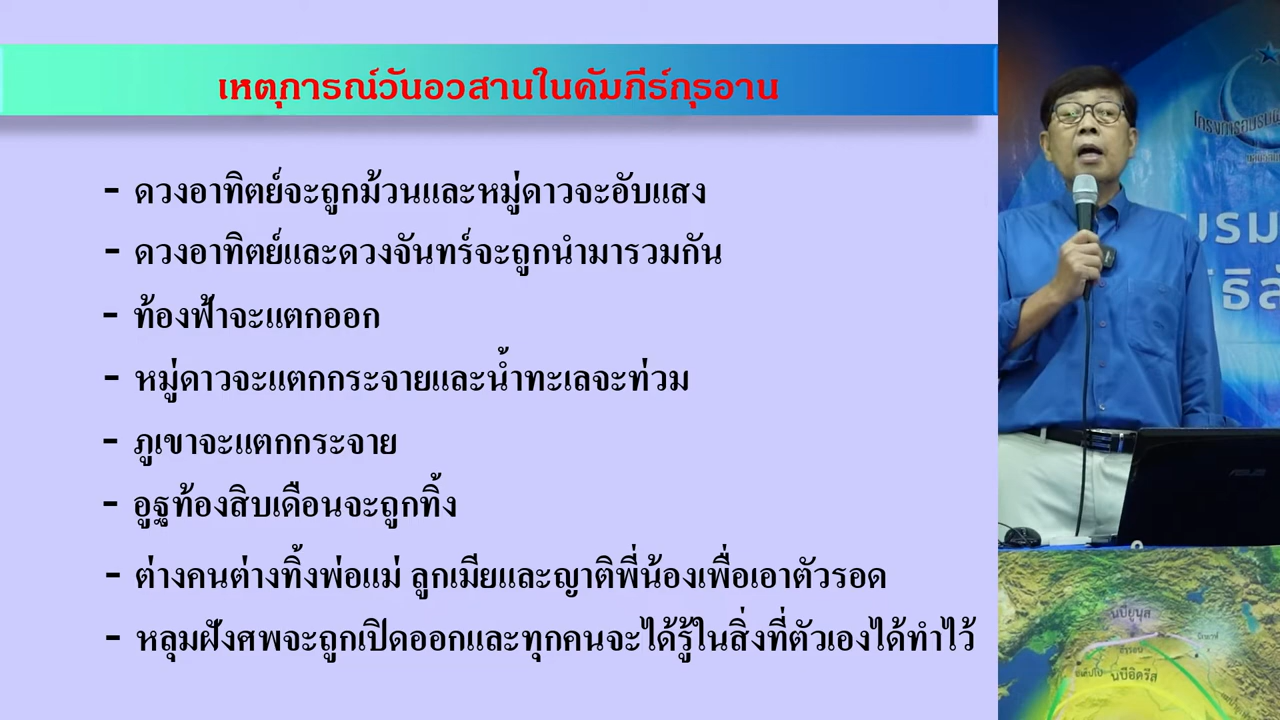 เหตุการณ์วันอวสานในคัมภีร์กุรอาน
- ดวงอาทิตย์จะถูกม้วนและหมู่ดาวจะอับแสง
- ดวงอาทิตย์และดวงจันทร์จะถูกนำมารวมกัน
- ท้องฟ้าจะแตกออก
- หมู่ดาวจะแตกกระจายและน้ำทะเลจะท่วม
- ภูเขาจะแตกกระจาย
- อูฐท้องสิบเดือนจะถูกทิ้ง
- ต่างคนต่างทิ้งพ่อแม่ ลูกเมียและญาติพี่น้องเพื่อเอาตัวรอด
- หลุมฝังศพจะถูกเปิดออกและทุกคนจะได้รู้ในสิ่งที่ตัวเองได้ทำไว้
ASUS
นบียูนุส
นบีอิดรีส